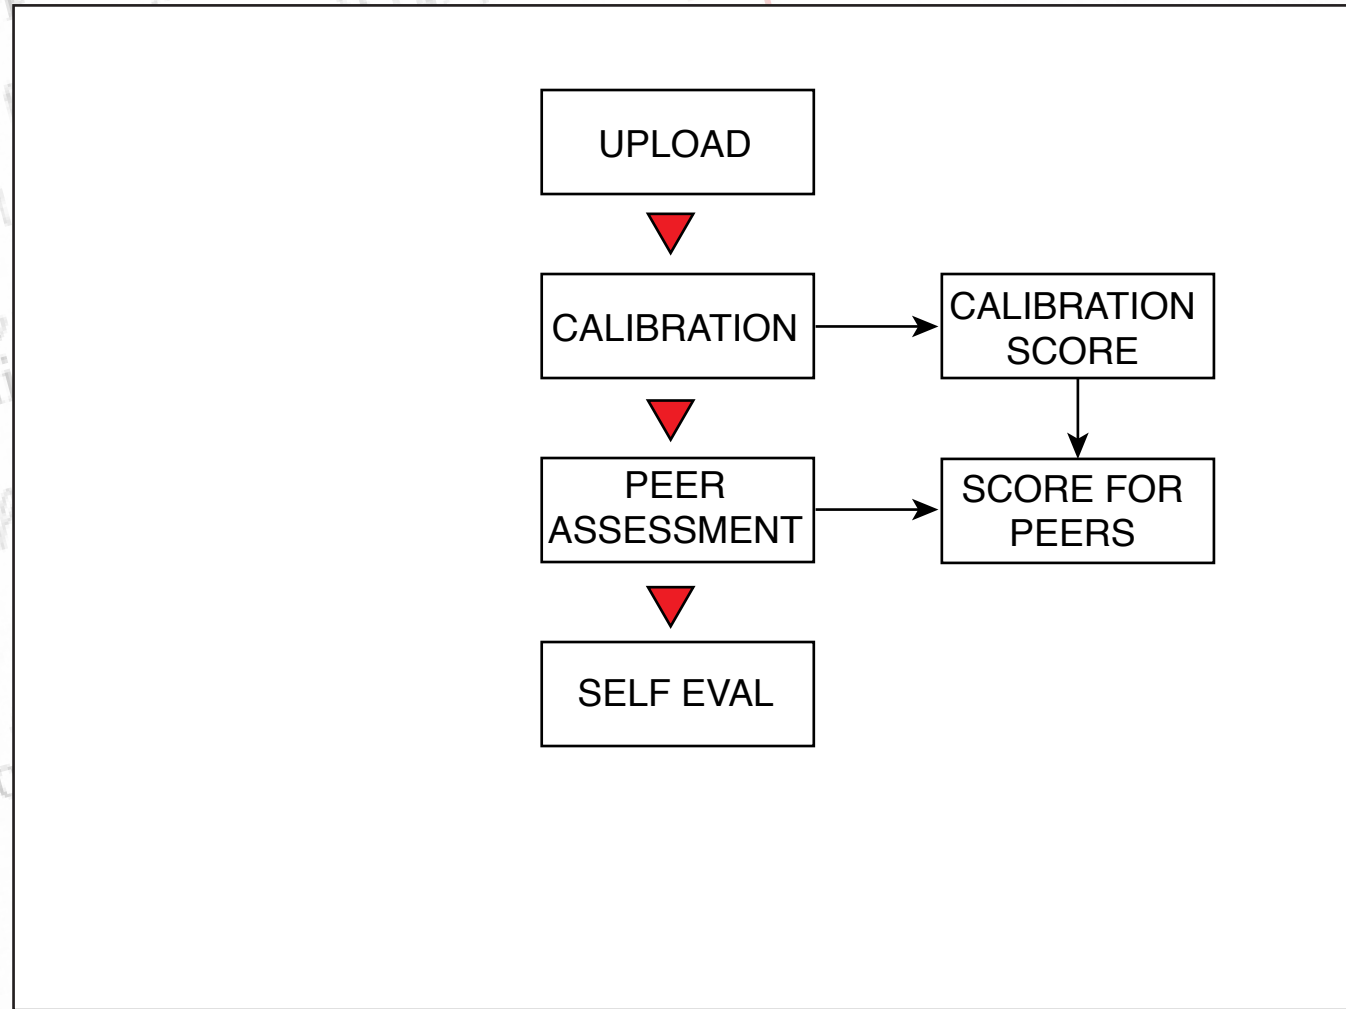 UPLOAD
CALIBRATION
CALIBRATION
SCORE
PEER
ASSESSMENT
SCORE FOR
PEERS
SELF EVAL